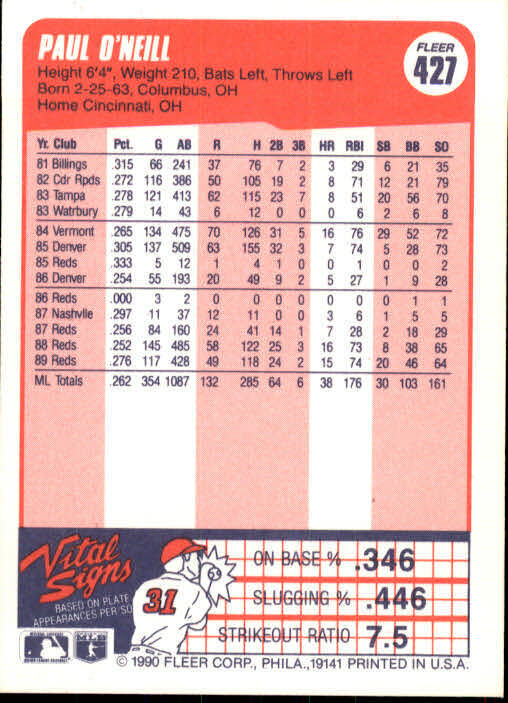 PAUL O'NEILL
Height 6'4", Weight 210, Bats Left, Throws Left
Born 2-25-63, Columbus, OH
Home Cincinnati, OH
FLEER
427
Yr. Club Pct. G AB R H 2B 3B HR RBI SB BB SO
81 Billings .315 66 241 37 76 7 2 3 29 6 21 35
82 Cdr Rpds .272 116 386 50 105 19 2 8 71 12 21 79
83 Tampa .278 121 413 62 115 23 7 8 51 20 56 70
83 Watrbury .279 14 43 6 12 0 0 0 6 2 6 8
84 Vermont .265 134 475 70 126 31 5 16 76 29 52 72
85 Denver .305 137 509 63 155 32 3 7 74 5 28 73
85 Reds .333 5 12 1 4 1 0 0 1 0 0 2
86 Denver .254 55 193 20 49 9 2 5 27 1 9 28
86 Reds .000 3 2 0 0 0 0 0 0 0 1 1
87 Nashvlle .297 11 37 12 11 0 0 3 6 1 5 5
87 Reds .256 84 160 24 41 14 1 7 28 2 18 29
88 Reds .252 145 485 58 122 25 3 16 73 8 38 65
89 Reds .276 117 428 49 118 24 2 15 74 20 46 64
ML Totals .262 354 1087 132 285 64 6 38 176 30 103 161
Vital
Signs
BASED ON PLATE
APPEARANCES PER SO
31
ON BASE % .346
SLUGGING % .446
STRIKEOUT RATIO 7.5
© 1990 FLEER CORP., PHILA., 19141 PRINTED IN U.S.A.